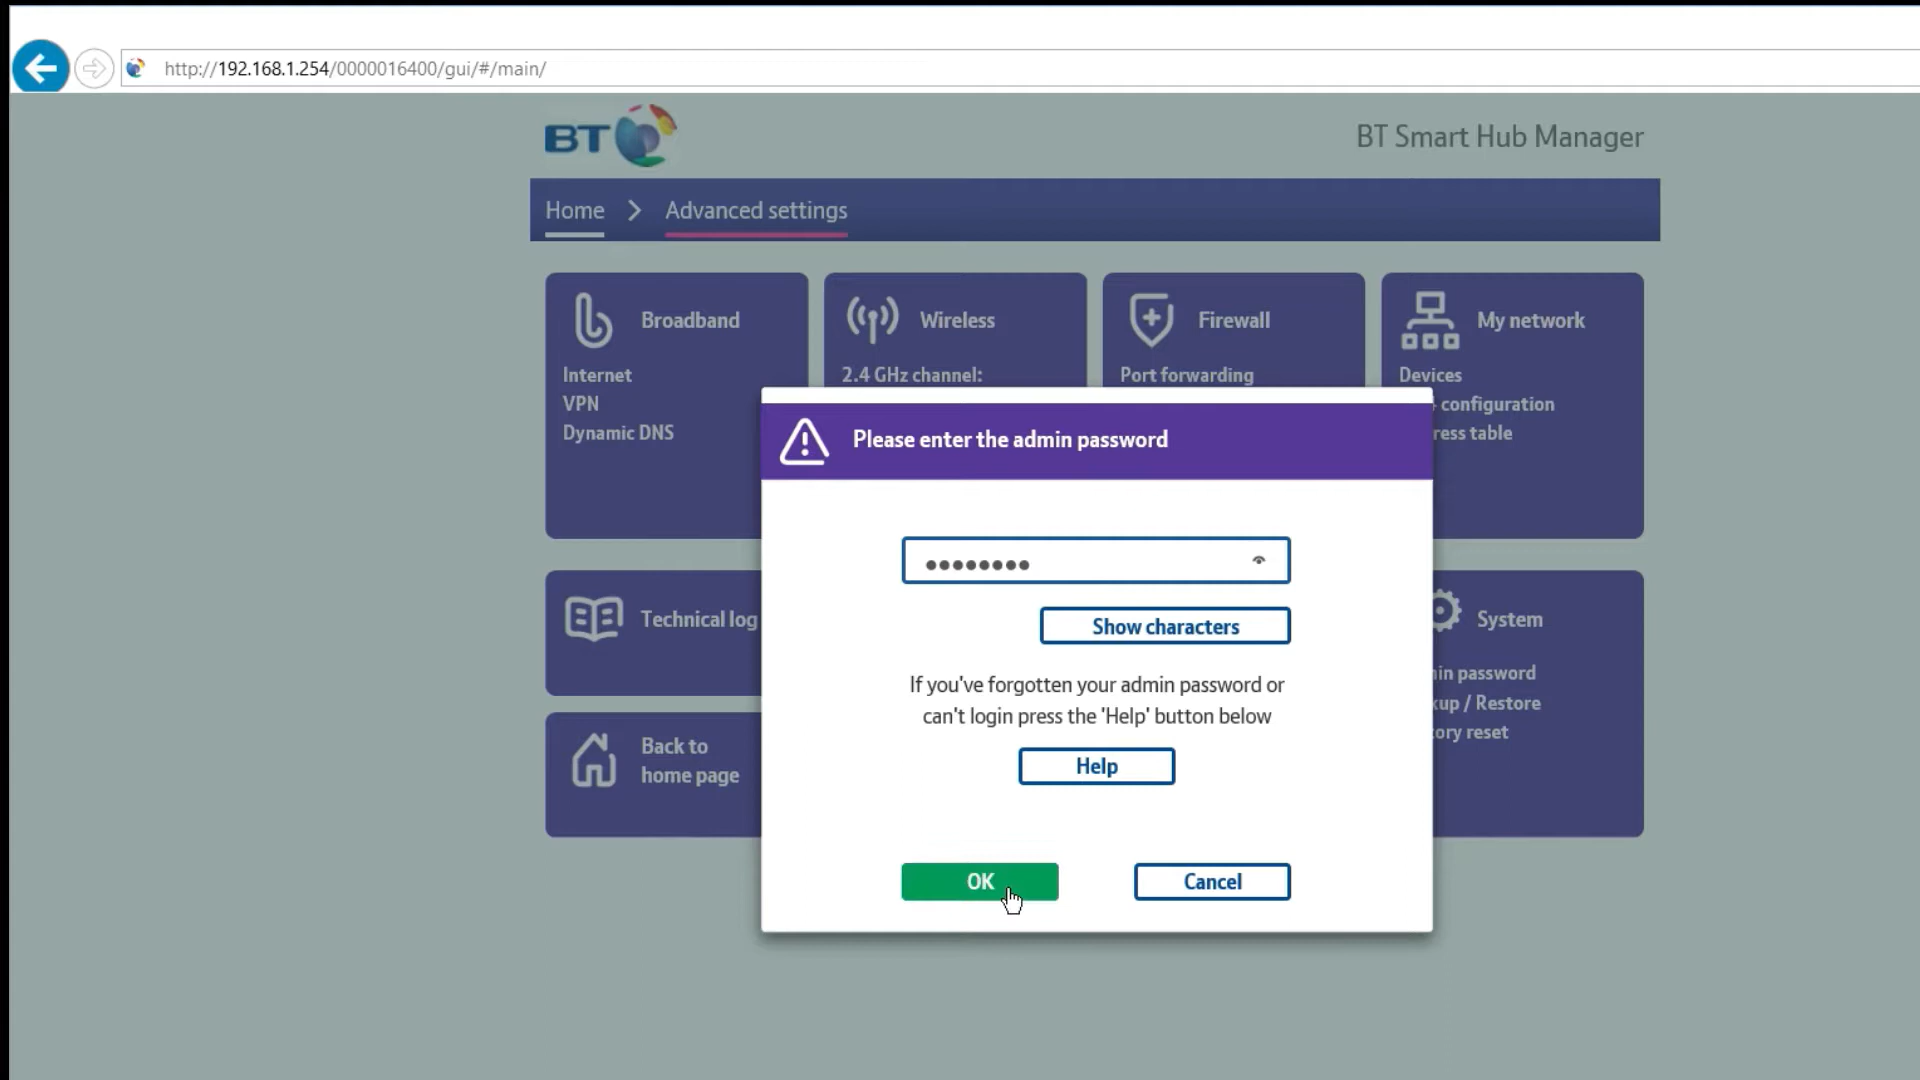 http://192.168.1.254/0000016400/gui/#/main/
BT
BT Smart Hub Manager
Home
Advanced settings
Broadband
Internet
VPN
Dynamic DNS
Wireless
2.4 GHz channel:
Firewall
Port forwarding
My network
Devices
configuration
ress table
Please enter the admin password
Show characters
If you've forgotten your admin password or
can't login press the 'Help' button below
Help
OK
Cancel
Technical log
System
in password
kup / Restore
ory reset
Back to
home page